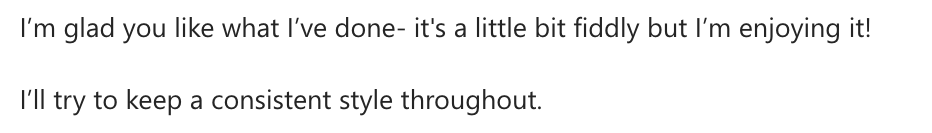 I’m glad you like what I’ve done- it's a little bit fiddly but I’m enjoying it!
I’ll try to keep a consistent style throughout.